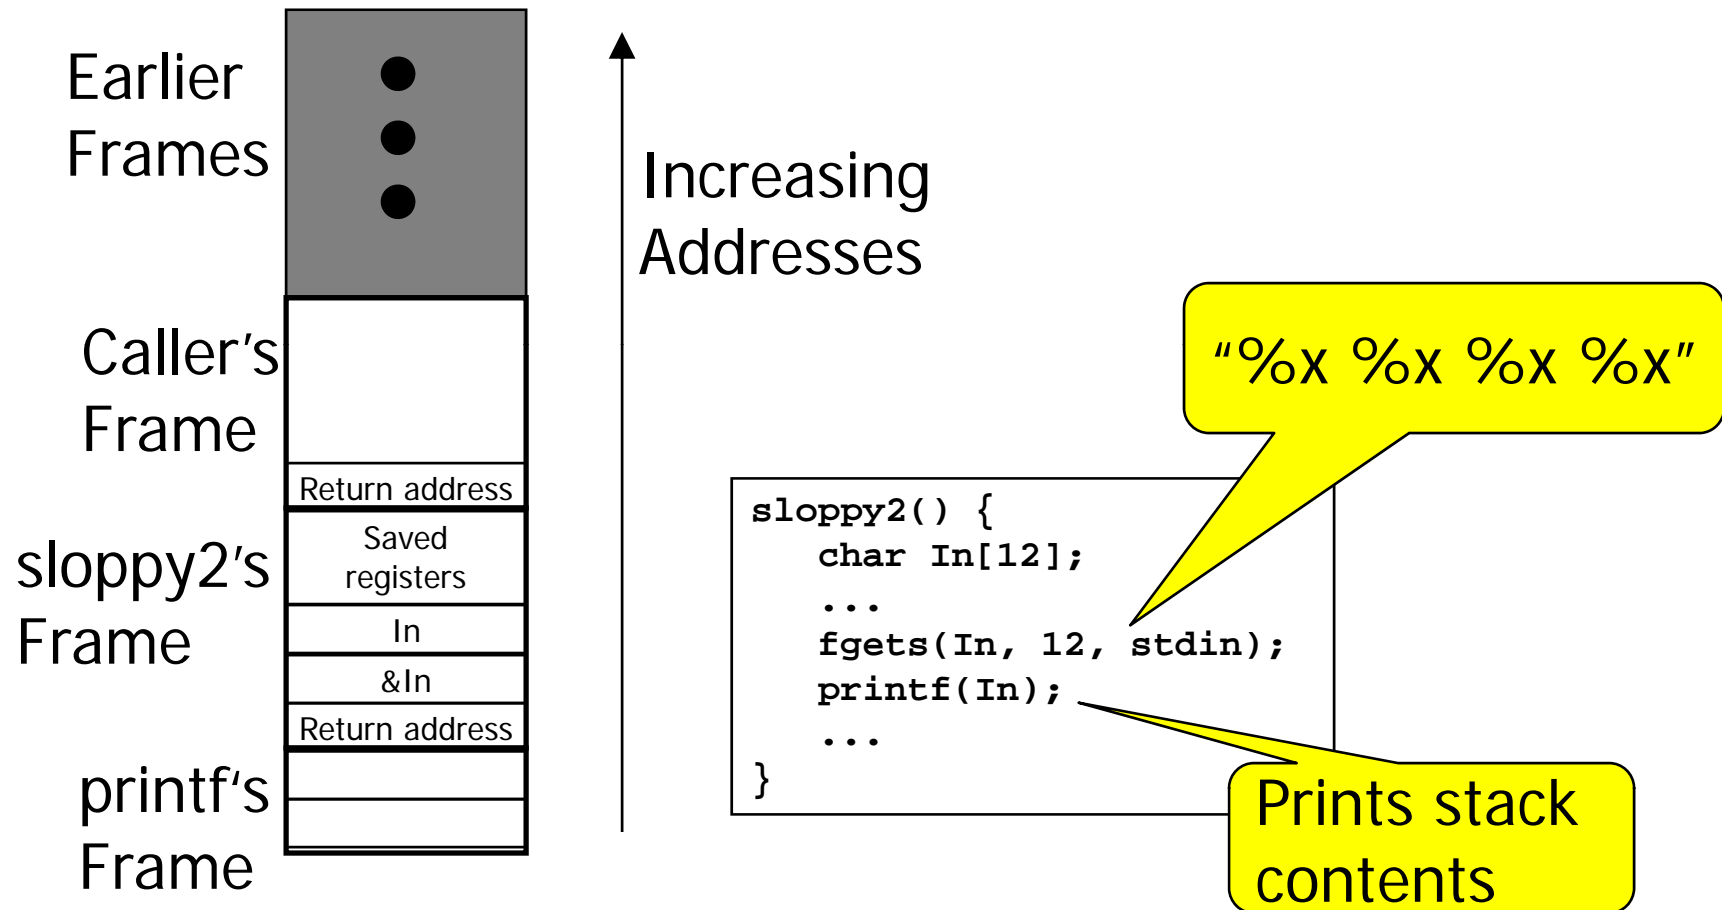 Earlier
Frames
Increasing
Addresses
Caller's
Frame
Return address
sloppy2's
Frame
Saved
registers
In
&In
Return address
printf's
Frame
“%x %x %x %x”
sloppy2() {
char In[12];
...
fgets(In, 12, stdin);
printf(In);
...
}
Prints stack
contents